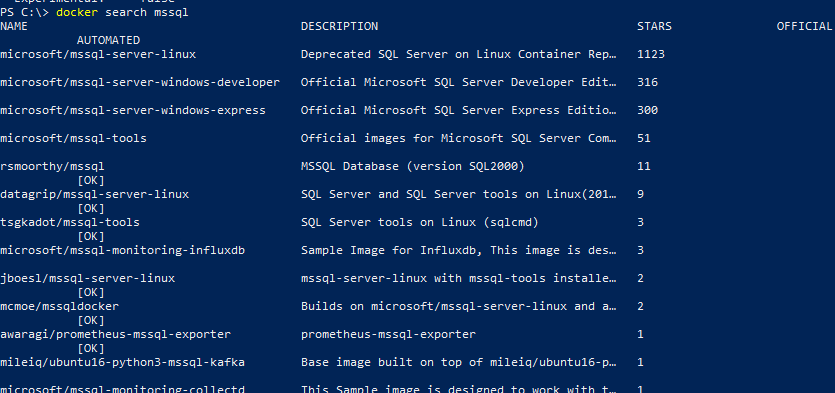 Experimental: false
PS C:\> docker search mssql
NAME DESCRIPTION STARS OFFICIAL
AUTOMATED
microsoft/mssql-server-linux Deprecated SQL Server on Linux Container Rep… 1123
microsoft/mssql-server-windows-developer Official Microsoft SQL Server Developer Edit… 316
microsoft/mssql-server-windows-express Official Microsoft SQL Server Express Editio… 300
microsoft/mssql-tools Official images for Microsoft SQL Server Com… 51
rsmoorthy/mssql MSSQL Database (version SQL2000) 11
[OK]
datagrip/mssql-server-linux SQL Server and SQL Server tools on Linux(201… 9
[OK]
tsgkadot/mssql-tools SQL Server tools on Linux (sqlcmd) 3
[OK]
microsoft/mssql-monitoring-influxdb Sample Image for Influxdb, This image is des… 3
jboesl/mssql-server-linux mssql-server-linux with mssql-tools installe… 2
[OK]
mcmoe/mssqldocker Builds on microsoft/mssql-server-linux and a… 2
[OK]
awaragi/prometheus-mssql-exporter prometheus-mssql-exporter 1
[OK]
mileiq/ubuntu16-python3-mssql-kafka Base image built on top of mileiq/ubuntu16-p… 1
microsoft/mssql-monitoring-collectd This Sample image is designed to work with t… 1